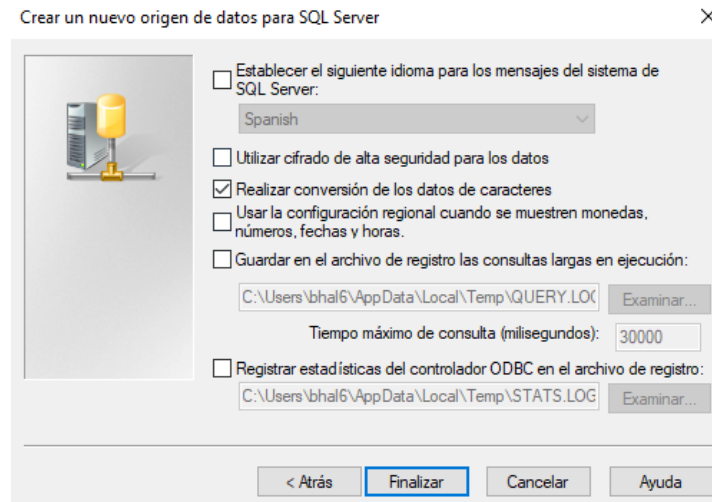 Crear un nuevo origen de datos para SQL Server
Establecer el siguiente idioma para los mensajes del sistema de
SQL Server:
Spanish
Utilizar cifrado de alta seguridad para los datos
Realizar conversión de los datos de caracteres
Usar la configuración regional cuando se muestren monedas,
números, fechas y horas.
Guardar en el archivo de registro las consultas largas en ejecución:
C:\Users\bhal6\AppData\Local\Temp\QUERY.LO(
Examinar...
Tiempo máximo de consulta (milisegundos):
30000
Registrar estadísticas del controlador ODBC en el archivo de registro:
C:\Users\bhal6\AppData\Local\Temp\STATS.LOG
Examinar...
< Atrás
Finalizar
Cancelar
Ayuda